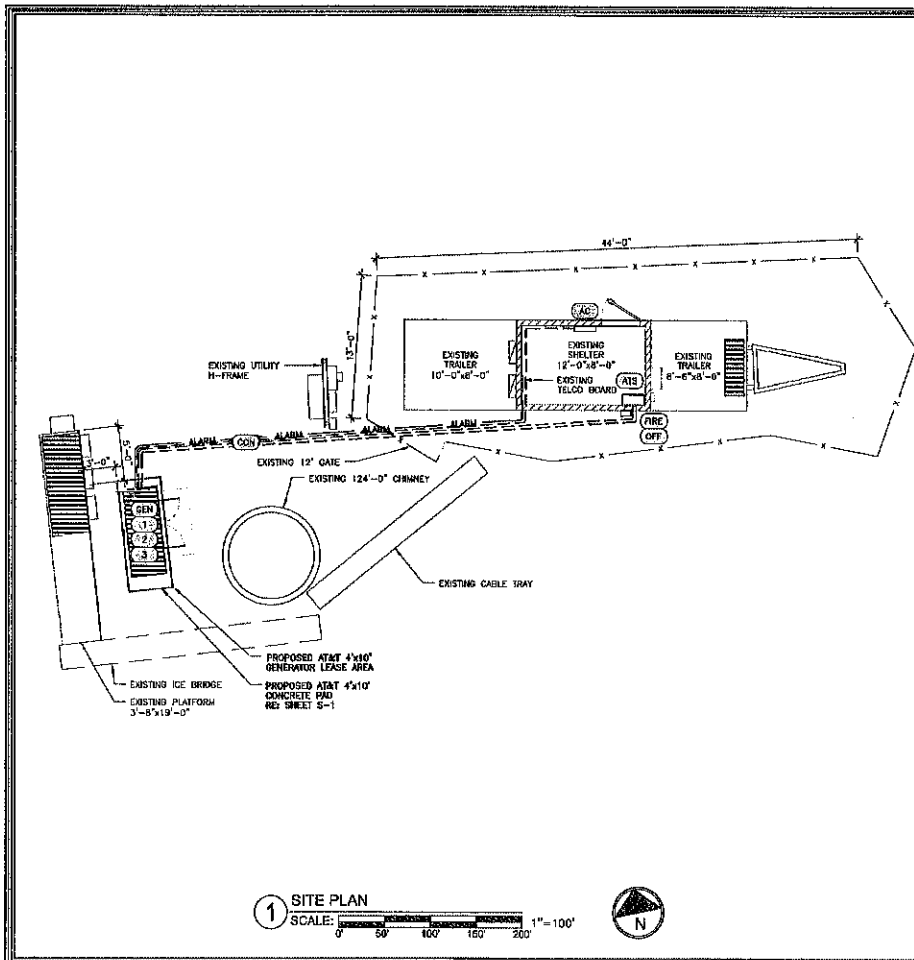 44'-0"
13'-0"
AC
EXISTING
TRAILER
10'-0"x8'-0"
EXISTING
SHELTER
12'-0"x8'-0"
EXISTING
TRAILER
8'-6"x8'-0"
EXISTING
TELCO BOARD
ATS
EXISTING UTILITY
H-FRAME
FIRE
OFF
ALARM
CCN
ALARM
ALARM
ALARM
EXISTING 12' GATE
EXISTING 124'-0" CHIMNEY
5'-0"
3'-0"
GEN
1
2
3
EXISTING CABLE TRAY
PROPOSED AT&T 4'x10'
GENERATOR LEASE AREA
PROPOSED AT&T 4'x10'
CONCRETE PAD
RE: SHEET S-1
EXISTING ICE BRIDGE
EXISTING PLATFORM
3'-8"x19'-0"
1 SITE PLAN
SCALE: 1"=100'
0' 50' 100' 150' 200'
N